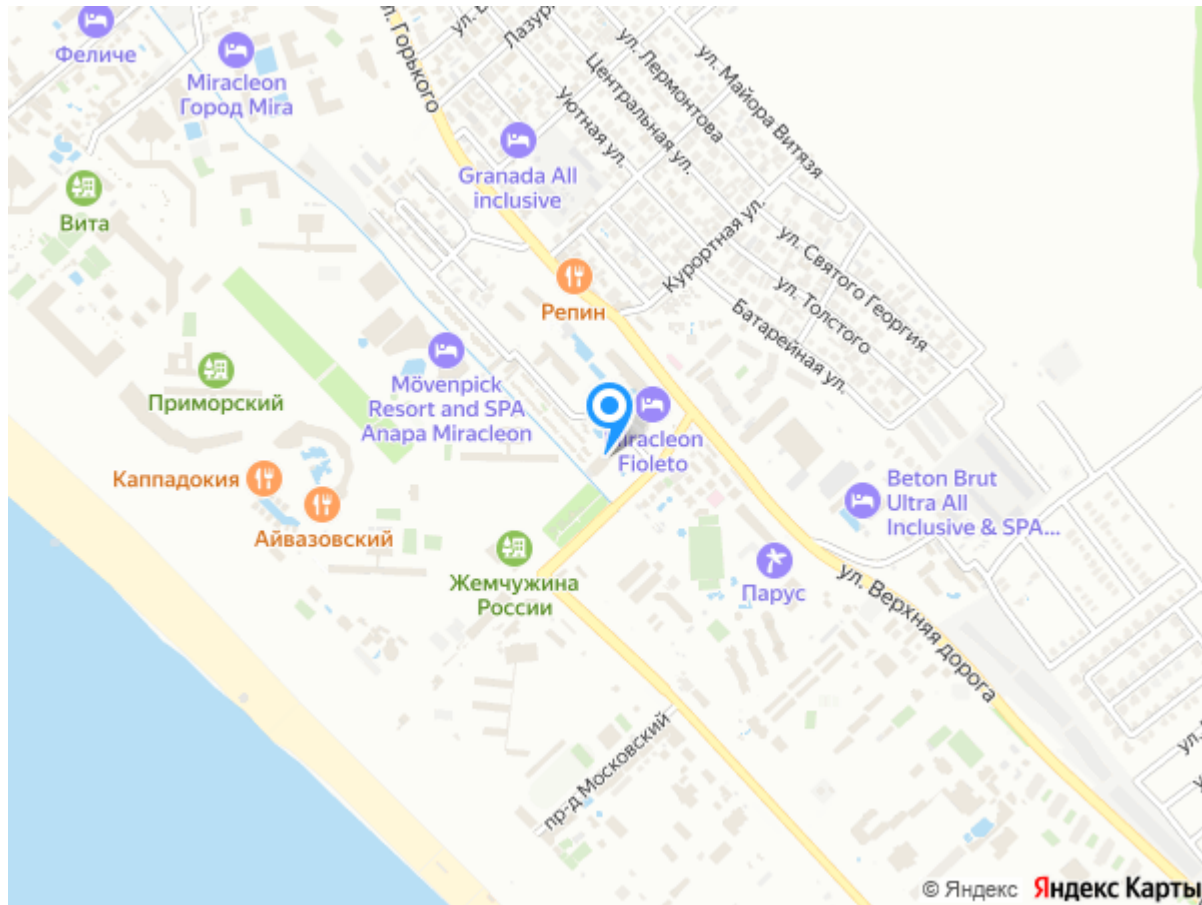 Феличе
Miracleon
Город Mira
ул. Горького
Лазурн
ул. Лермонтова
ул. Майора Витязя
Центральная ул.
Уютная ул.
Granada All
inclusive
Вита
Курортная ул.
ул. Святого Георгия
ул. Толстого
Батарейная ул.
Репин
Приморский
Mövenpick
Resort and SPA
Anapa Miracleon
Miracleon
Fioleto
Каппадокия
Айвазовский
Beton Brut
Ultra All
Inclusive & SPA...
Жемчужина
России
Парус
ул. Верхняя дорога
пр-д Московский
ул.
© Яндекс Яндекс Карты